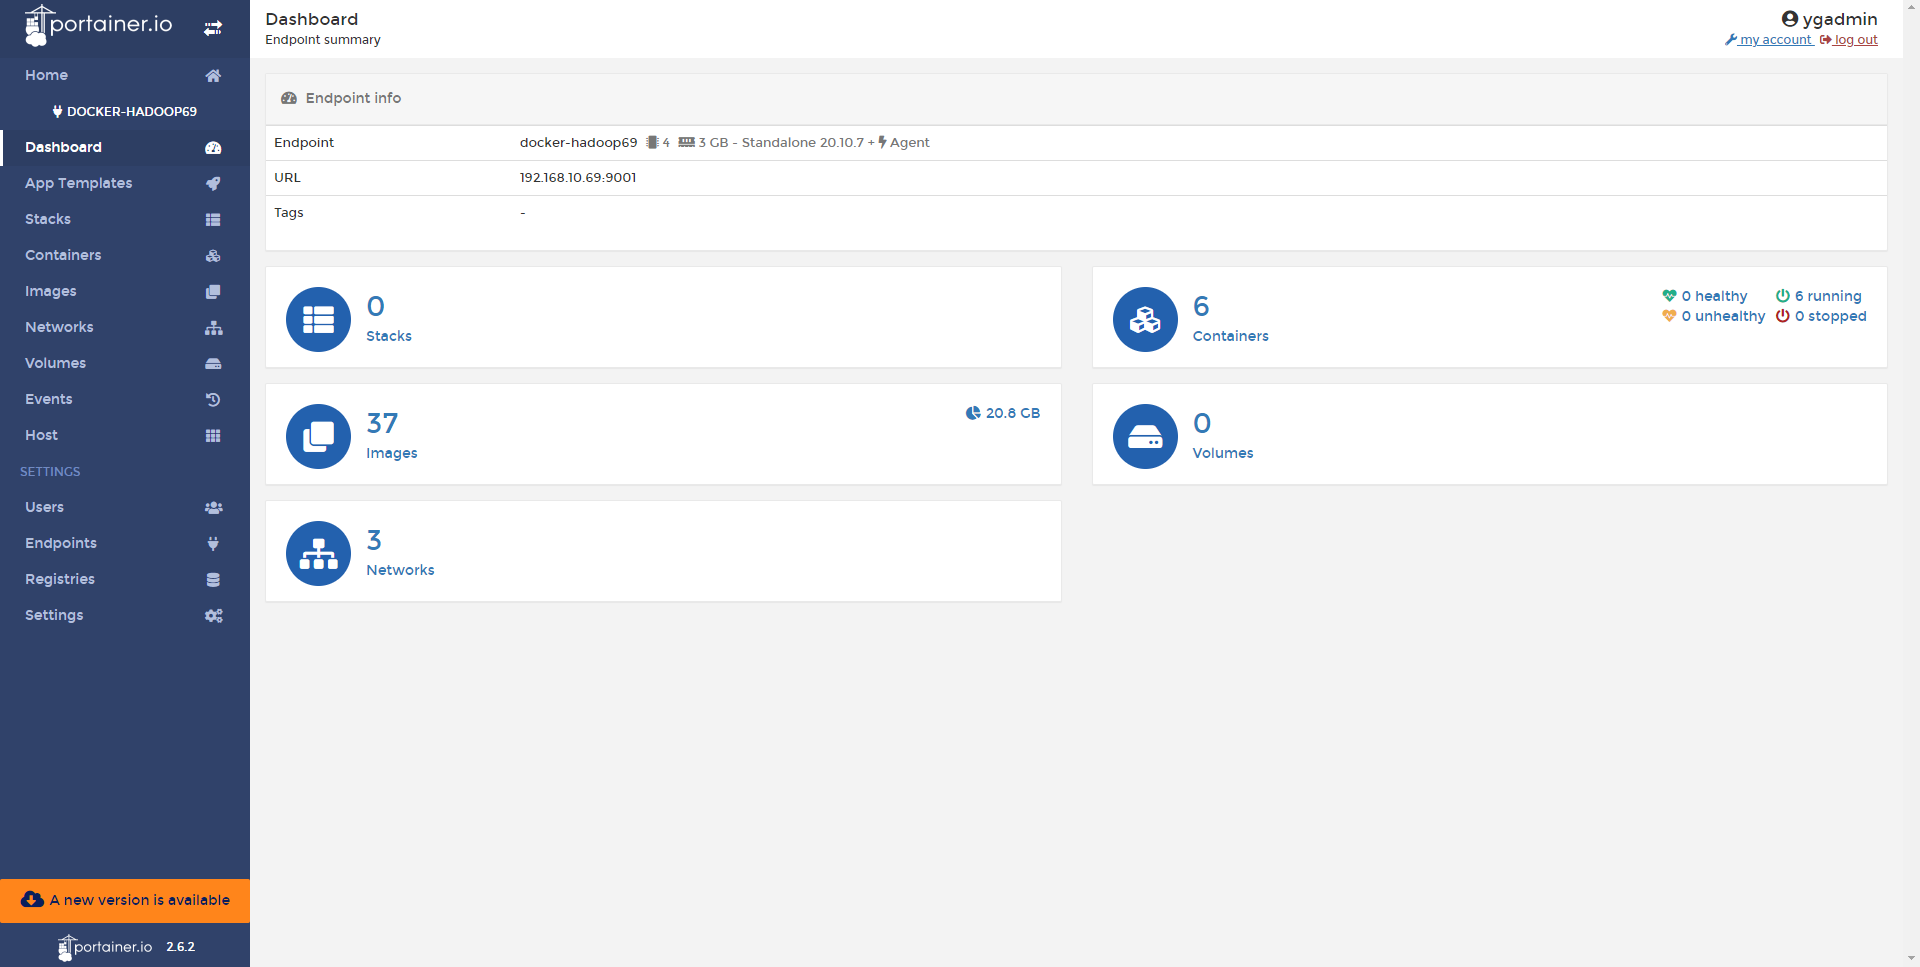 portainer.io
Home
DOCKER-HADOOP69
Dashboard
App Templates
Stacks
Containers
Images
Networks
Volumes
Events
Host
SETTINGS
Users
Endpoints
Registries
Settings
A new version is available
portainer.io 2.6.2
Dashboard
Endpoint summary
ygadmin
my account log out
Endpoint info
Endpoint docker-hadoop69 4 3 GB - Standalone 20.10.7 + Agent
URL 192.168.10.69:9001
Tags -
0
Stacks
6
Containers
0 healthy 6 running
0 unhealthy 0 stopped
37
Images
20.8 GB
0
Volumes
3
Networks